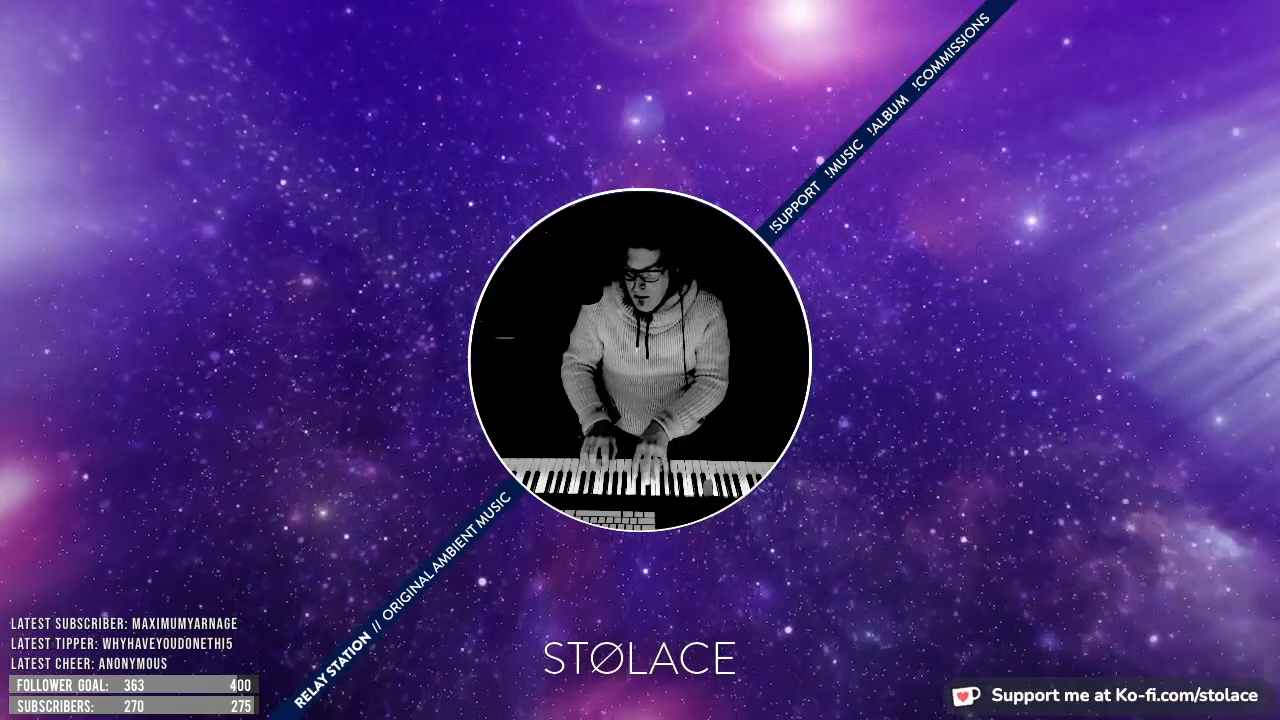 !SUPPORT !MUSIC !ALBUM !COMMISSIONS
RELAY STATION // ORIGINAL AMBIENT MUSIC
STØLACE
LATEST SUBSCRIBER: MAXIMUMYARNAGE
LATEST TIPPER: WHYHAVEYOUDONETHI5
LATEST CHEER: ANONYMOUS
FOLLOWER GOAL: 363 400
SUBSCRIBERS: 270 275
Support me at Ko-fi.com/stolace